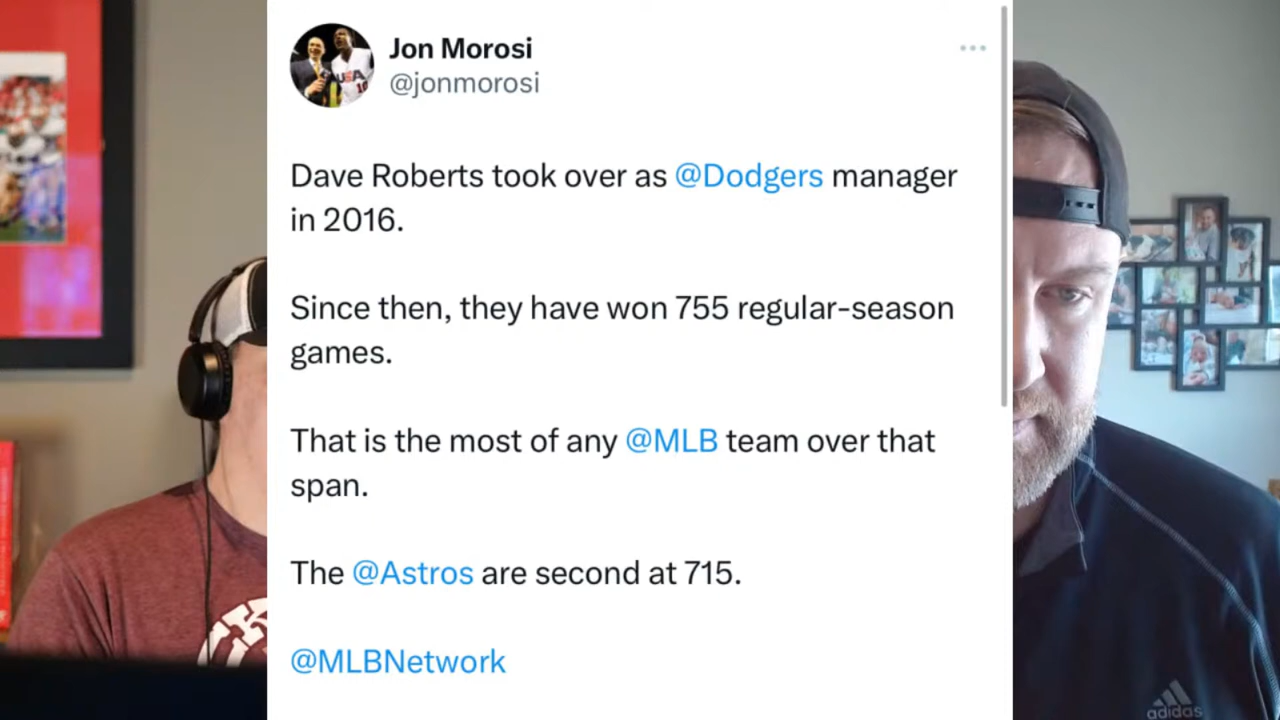 Jon Morosi
@jonmorosi
Dave Roberts took over as @Dodgers manager
in 2016.
Since then, they have won 755 regular-season
games.
That is the most of any @MLB team over that
span.
The @Astros are second at 715.
@MLBNetwork
USA
adidas